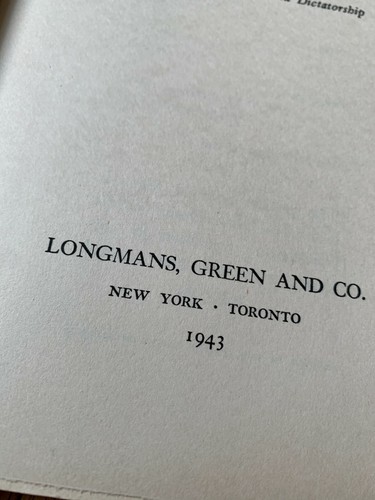 Dictatorship
LONGMANS, GREEN AND CO.
NEW YORK · TORONTO
1943